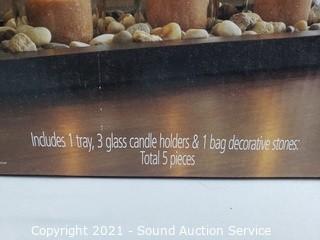 Includes 1 tray, 3 glass candle holders & 1 bag decorative stones:
Total 5 pieces
Copyright 2021 - Sound Auction Service